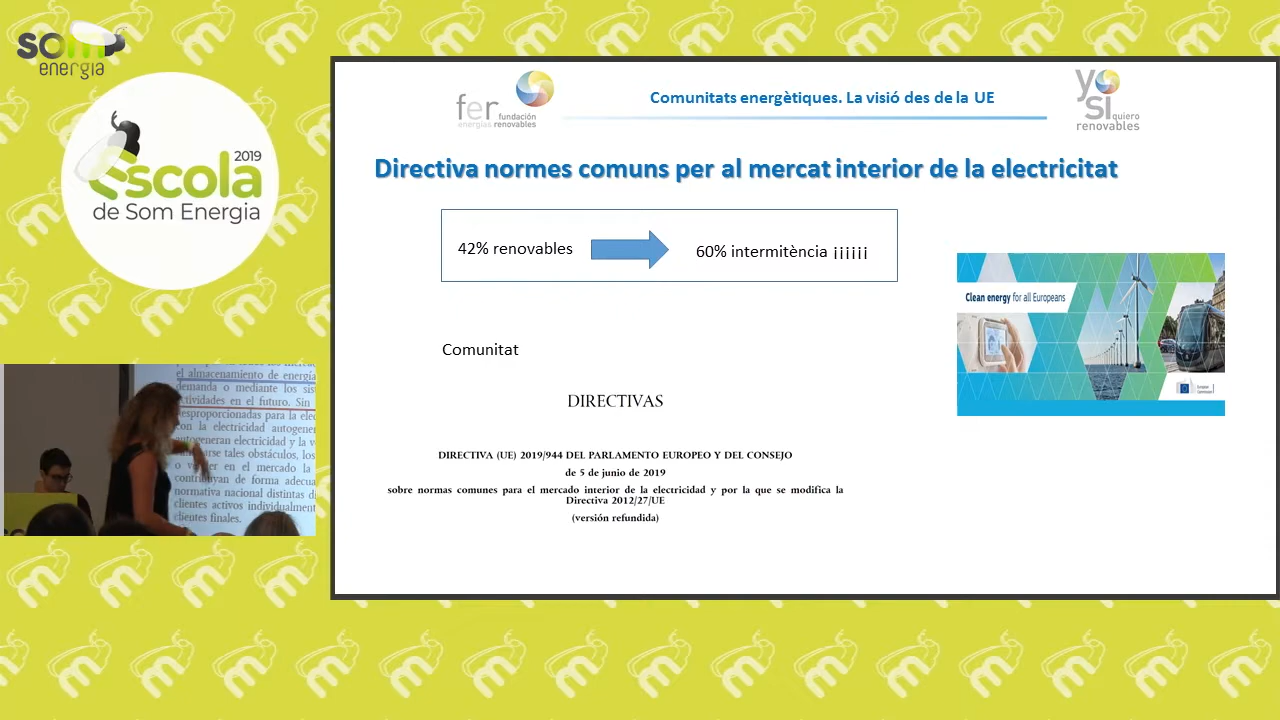 som
energia
2019
Escola
de Som Energia
fer
fundación
energías renovables
Comunitats energètiques. La visió des de la UE
yo
SI
quiero
renovables
Directiva normes comuns per al mercat interior de la electricitat
42% renovables
60% intermitència ¡¡¡¡¡¡
Clean energy for all Europeans
Comunitat
DIRECTIVAS
DIRECTIVA (UE) 2019/944 DEL PARLAMENTO EUROPEO Y DEL CONSEJO
de 5 de junio de 2019
sobre normas comunes para el mercado interior de la electricidad y por la que se modifica la
Directiva 2012/27/UE
(versión refundida)
el almacenamiento de energía
demanda o mediante los sis
ctividades en el futuro. Sin
desproporcionadas para la elec
con la electricidad autogener
autogeneran electricidad y la v
arse tales obstáculos, los
en el mercado la
de forma adecua
normativa nacional distintas d
clientes activos individualment
clientes finales.